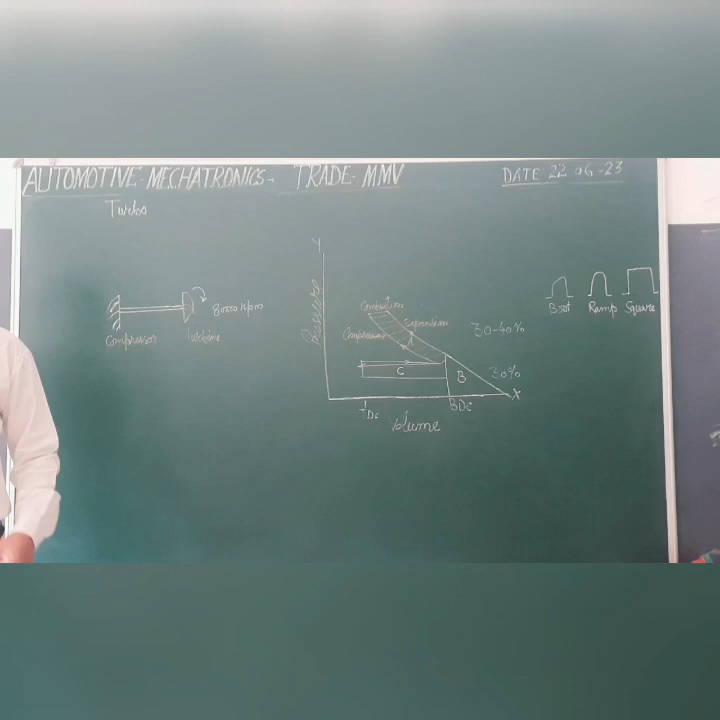 AUTOMOTIVE MECHATRONICS- TRADE- MMV DATE 22-06-23
Turbo
80000 rpm
Compressor Turbine
Y
Pressure
Combustion
Compression Expansion
A
30-40%
C
B
30%
X
TDC
BDC
Volume
Boot Ramp Square